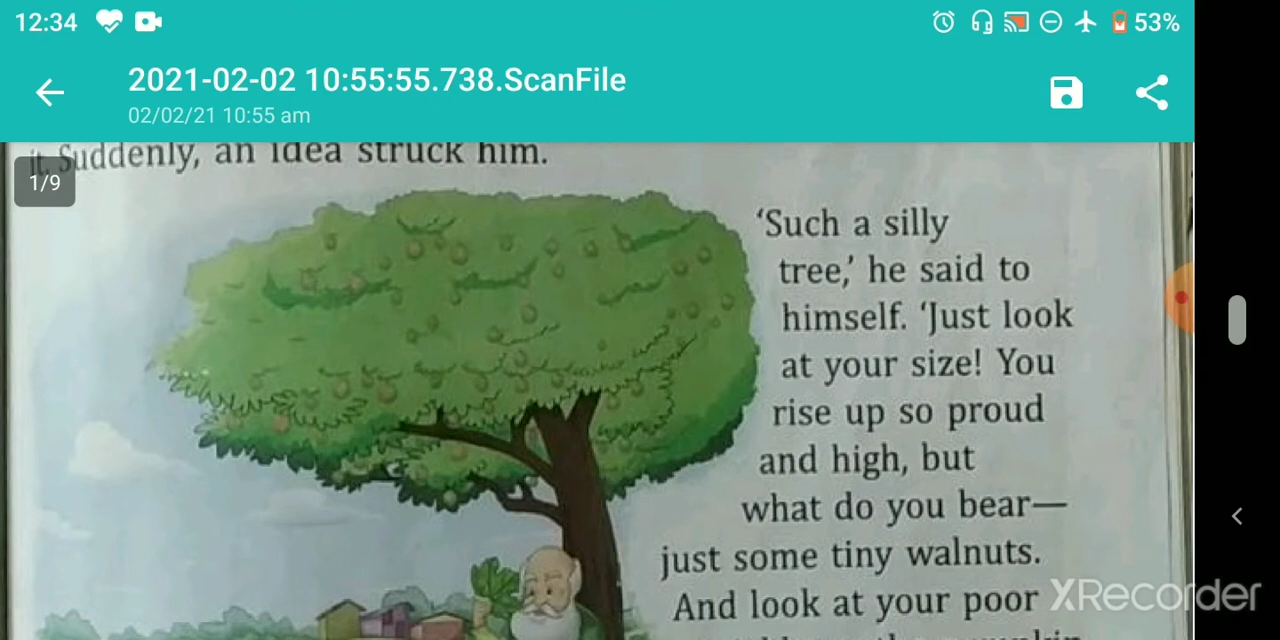 12:34
53%
2021-02-02 10:55:55.738.ScanFile
02/02/21 10:55 am
it. Suddenly, an idea struck him.
1/9
‘Such a silly
tree,’ he said to
himself. ‘Just look
at your size! You
rise up so proud
and high, but
what do you bear—
just some tiny walnuts.
And look at your poor
XRecorder